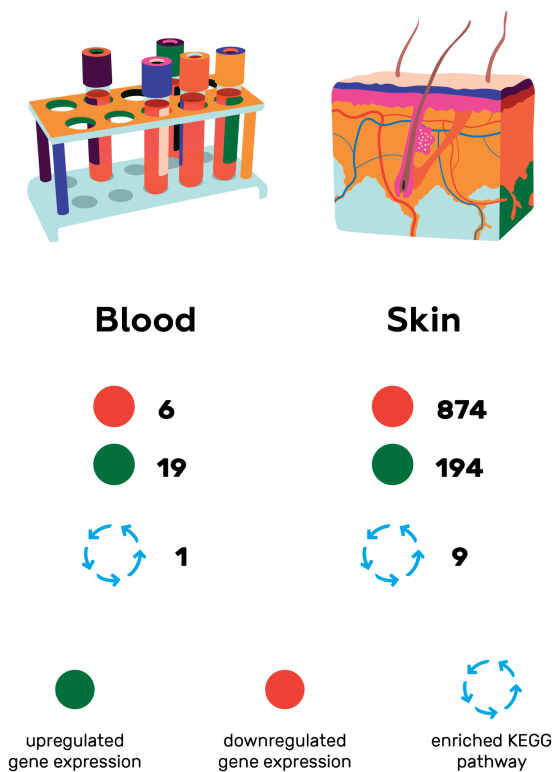 Blood
Skin
6
874
19
194
1
9
upregulated
gene expression
downregulated
gene expression
enriched KEGG
pathway